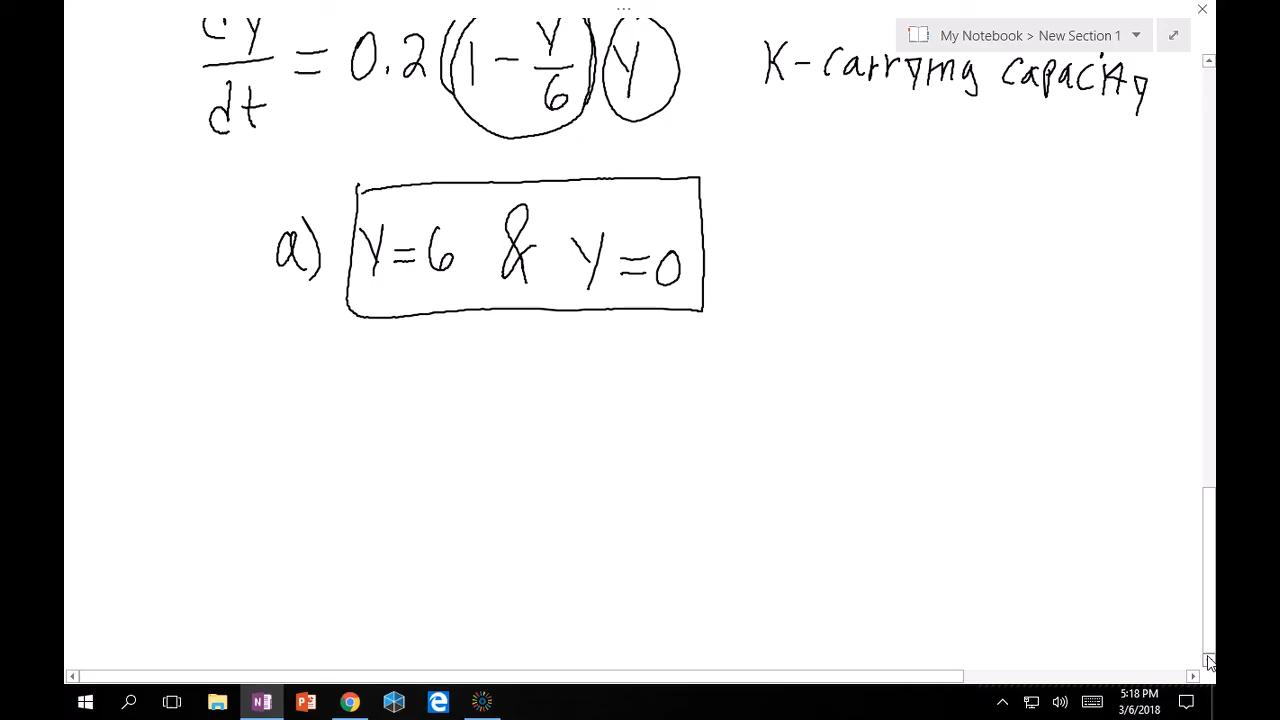 My Notebook > New Section 1
dy/dt = 0.2(1 - y/6)y
K-carrying capacity
a) y=6 & y=0
5:18 PM
3/6/2018